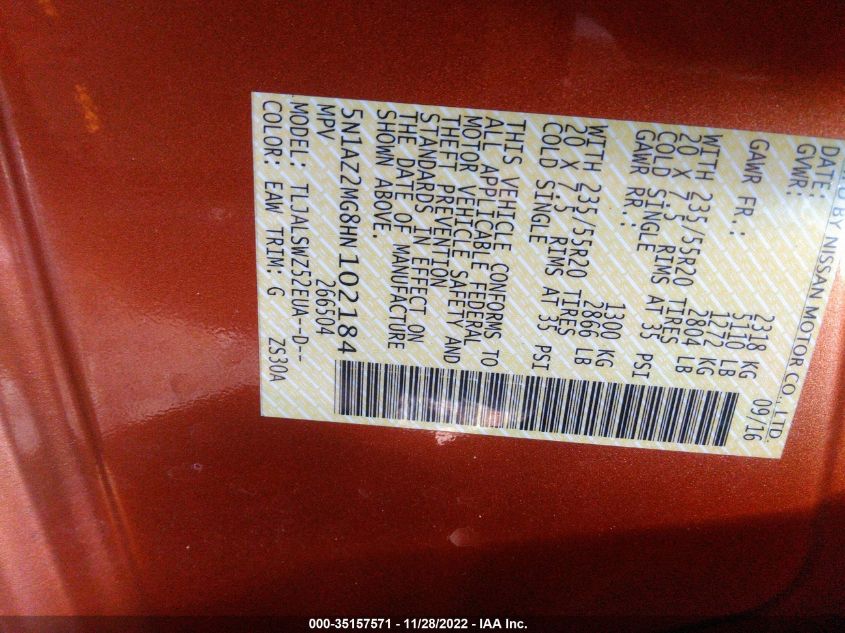 D BY NISSAN MOTOR CO., LTD.
DATE: 09/16
GVWR: 2318 KG
5110 LB
GAWR FR: 1272 KG
2804 LB
WITH 235/55R20 TIRES
20 X 7.5 RIMS AT 35 PSI
COLD SINGLE
GAWR RR: 1300 KG
2866 LB
WITH 235/55R20 TIRES
20 X 7.5 RIMS AT 35 PSI
COLD SINGLE
THIS VEHICLE CONFORMS TO
ALL APPLICABLE FEDERAL
MOTOR VEHICLE SAFETY AND
THEFT PREVENTION
STANDARDS IN EFFECT ON
THE DATE OF MANUFACTURE
SHOWN ABOVE.
5N1AZ2MG8HN102184
MPV 266504
MODEL: TLJALSWZ52EUA--D--
COLOR: EAW TRIM: G ZS30A
000-35157571 - 11/28/2022 - IAA Inc.